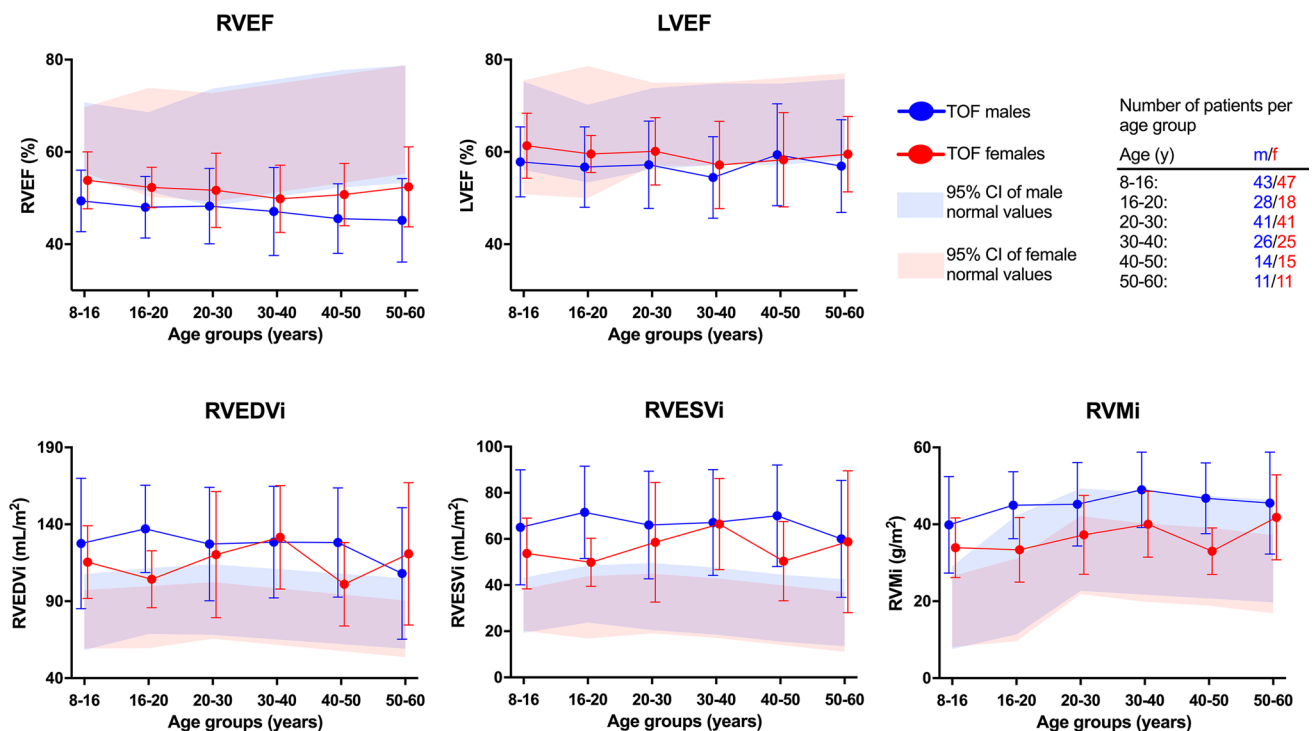 RVEF
80
60
40
RVEF (%)
8-16 16-20 20-30 30-40 40-50 50-60
Age groups (years)
LVEF
80
60
40
LVEF (%)
8-16 16-20 20-30 30-40 40-50 50-60
Age groups (years)
TOF males
TOF females
95% CI of male
normal values
95% CI of female
normal values
Number of patients per
age group
Age (y) m/f
8-16: 43/47
16-20: 28/18
20-30: 41/41
30-40: 26/25
40-50: 14/15
50-60: 11/11
RVEDVi
190
140
90
40
RVEDVi (mL/m²)
8-16 16-20 20-30 30-40 40-50 50-60
Age groups (years)
RVESVi
100
80
60
40
20
0
RVESVi (mL/m²)
8-16 16-20 20-30 30-40 40-50 50-60
Age groups (years)
RVMi
60
40
20
0
RVMi (g/m²)
8-16 16-20 20-30 30-40 40-50 50-60
Age groups (years)